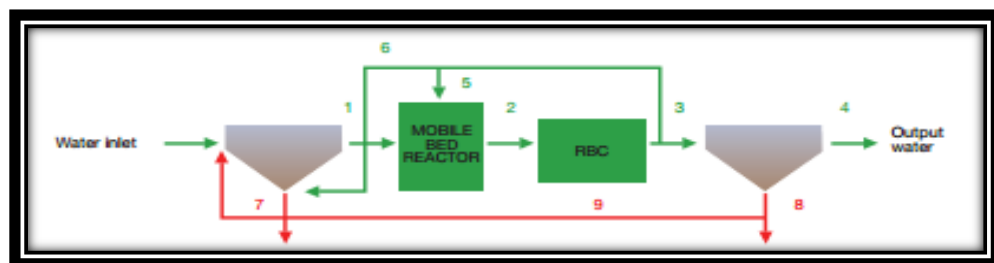 6
5
1
2
3
4
Water inlet
MOBILE
BED
REACTOR
RBC
Output
water
7
9
8